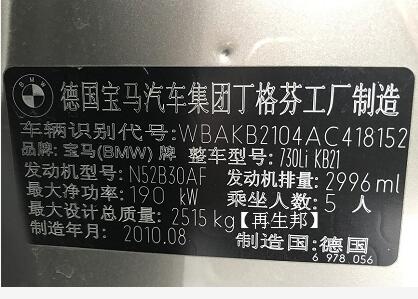 BMW
德国宝马汽车集团丁格芬工厂制造
车辆识别代号:WBAKB2104AC418152
品牌:宝马(BMW)牌 整车型号:730Li KB21
发动机型号:N52B30AF 发动机排量:2996ml
最大净功率:190 kW 乘坐人数:5 人
最大设计总质量:2515kg【再生邦】
制造年月:2010.08 制造国:德国
6 978 056